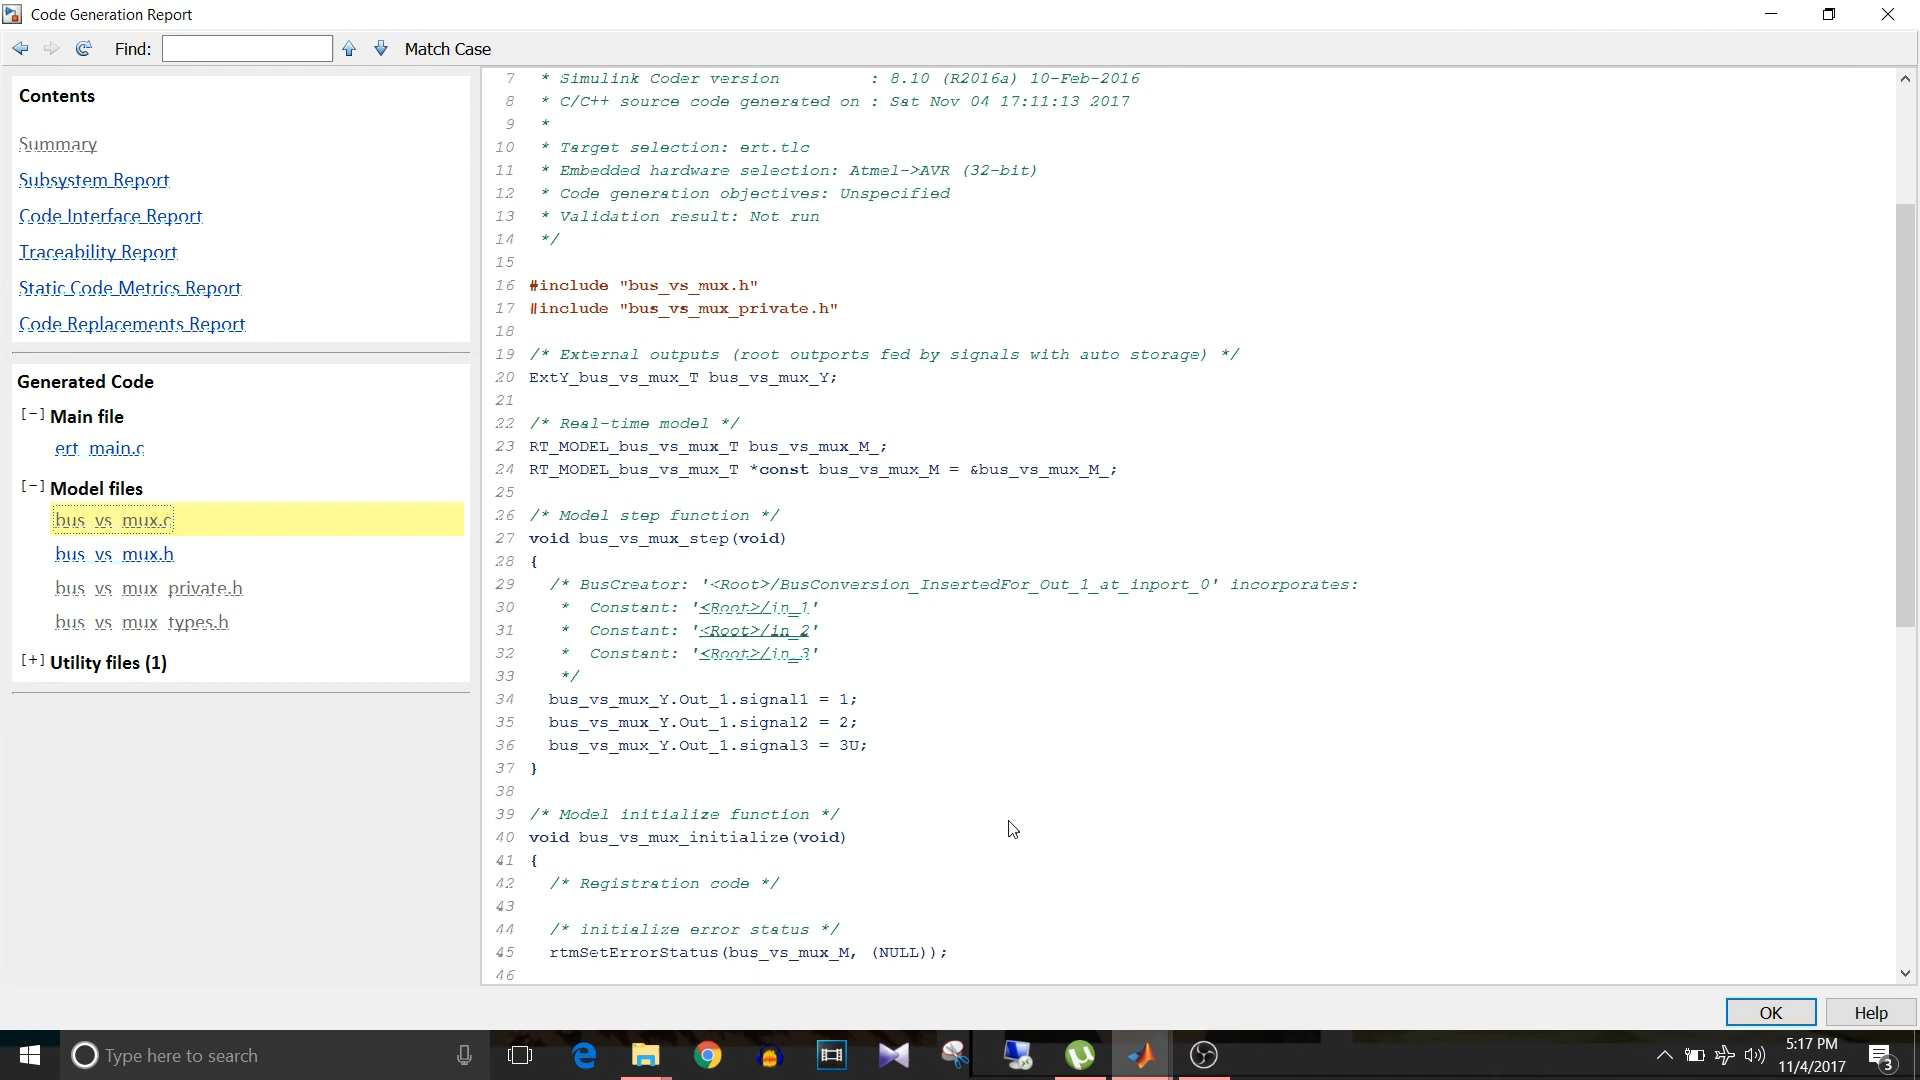 Code Generation Report
Find:
Match Case
Contents
Summary
Subsystem Report
Code Interface Report
Traceability Report
Static Code Metrics Report
Code Replacements Report
Generated Code
[-] Main file
ert_main.c
[-] Model files
bus_vs_mux.c
bus_vs_mux.h
bus_vs_mux_private.h
bus_vs_mux_types.h
[+] Utility files (1)
7 * Simulink Coder version : 8.10 (R2016a) 10-Feb-2016
8 * C/C++ source code generated on : Sat Nov 04 17:11:13 2017
9 *
10 * Target selection: ert.tlc
11 * Embedded hardware selection: Atmel->AVR (32-bit)
12 * Code generation objectives: Unspecified
13 * Validation result: Not run
14 */
15
16 #include "bus_vs_mux.h"
17 #include "bus_vs_mux_private.h"
18
19 /* External outputs (root outports fed by signals with auto storage) */
20 ExtY_bus_vs_mux_T bus_vs_mux_Y;
21
22 /* Real-time model */
23 RT_MODEL_bus_vs_mux_T bus_vs_mux_M_;
24 RT_MODEL_bus_vs_mux_T *const bus_vs_mux_M = &bus_vs_mux_M_;
25
26 /* Model step function */
27 void bus_vs_mux_step(void)
28 {
29 /* BusCreator: '<Root>/BusConversion_InsertedFor_Out_1_at_inport_0' incorporates:
30 * Constant: '<Root>/in_1'
31 * Constant: '<Root>/in_2'
32 * Constant: '<Root>/in_3'
33 */
34 bus_vs_mux_Y.Out_1.signal1 = 1;
35 bus_vs_mux_Y.Out_1.signal2 = 2;
36 bus_vs_mux_Y.Out_1.signal3 = 3U;
37 }
38
39 /* Model initialize function */
40 void bus_vs_mux_initialize(void)
41 {
42 /* Registration code */
43
44 /* initialize error status */
45 rtmSetErrorStatus(bus_vs_mux_M, (NULL));
46
OK
Help
Type here to search
5:17 PM
11/4/2017
3